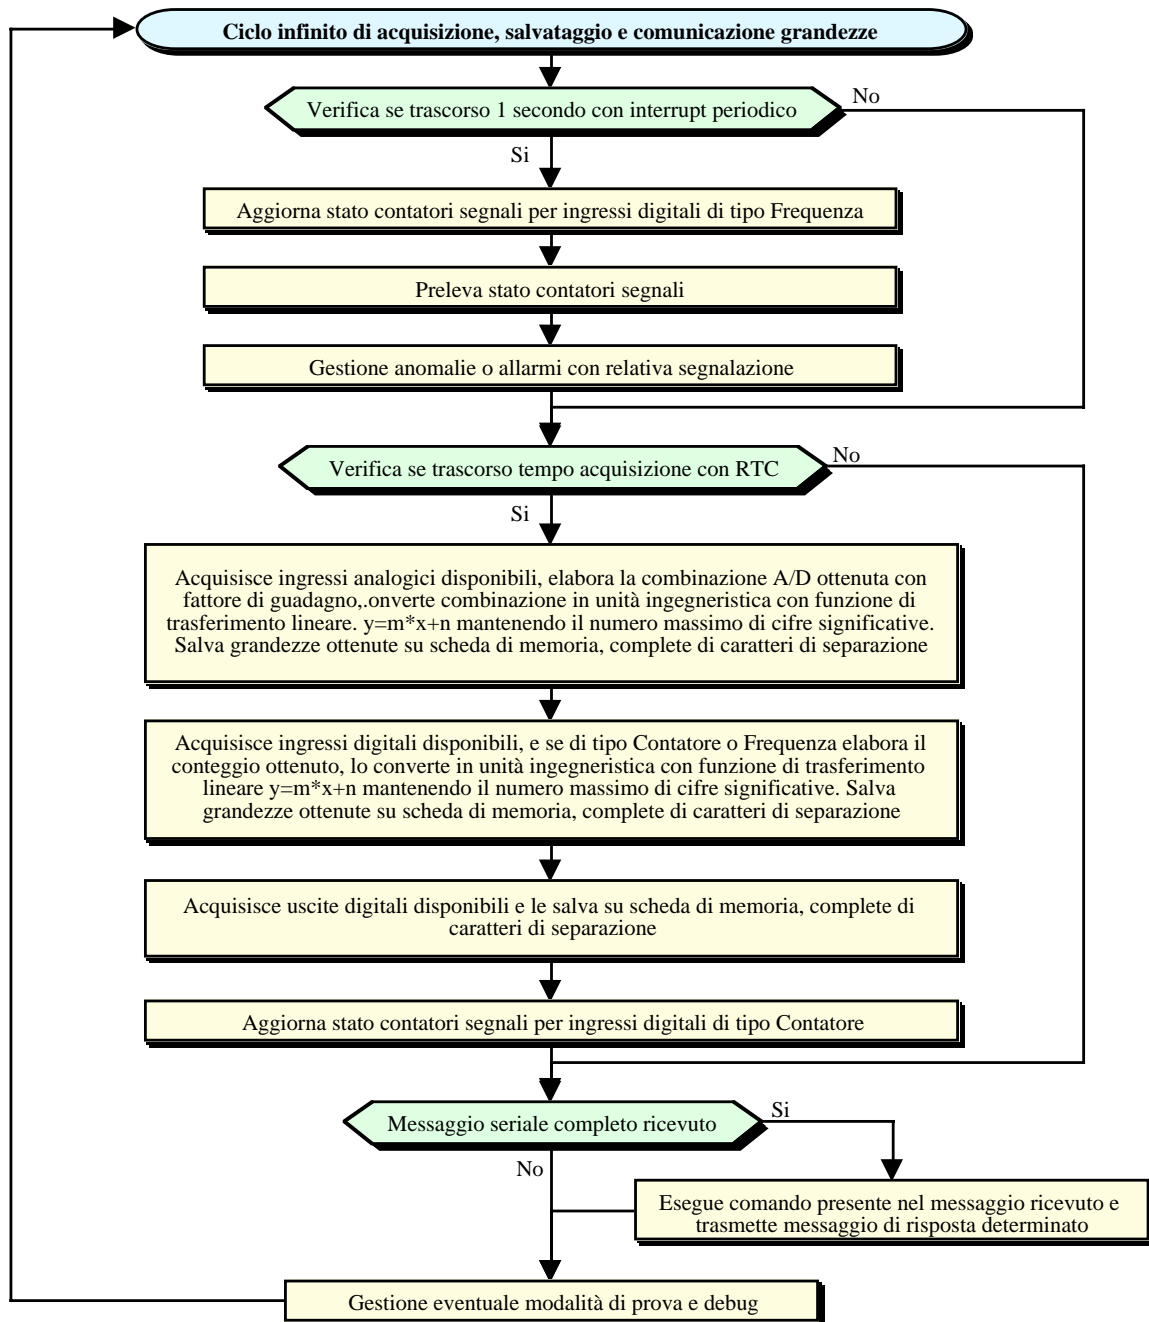 Ciclo infinito di acquisizione, salvataggio e comunicazione grandezze
Verifica se trascorso 1 secondo con interrupt periodico
No
Si
Aggiorna stato contatori segnali per ingressi digitali di tipo Frequenza
Preleva stato contatori segnali
Gestione anomalie o allarmi con relativa segnalazione
Verifica se trascorso tempo acquisizione con RTC
No
Si
Acquisisce ingressi analogici disponibili, elabora la combinazione A/D ottenuta con
fattore di guadagno,.onverte combinazione in unità ingegneristica con funzione di
trasferimento lineare. y=m*x+n mantenendo il numero massimo di cifre significative.
Salva grandezze ottenute su scheda di memoria, complete di caratteri di separazione
Acquisisce ingressi digitali disponibili, e se di tipo Contatore o Frequenza elabora il
conteggio ottenuto, lo converte in unità ingegneristica con funzione di trasferimento
lineare y=m*x+n mantenendo il numero massimo di cifre significative. Salva
grandezze ottenute su scheda di memoria, complete di caratteri di separazione
Acquisisce uscite digitali disponibili e le salva su scheda di memoria, complete di
caratteri di separazione
Aggiorna stato contatori segnali per ingressi digitali di tipo Contatore
Messaggio seriale completo ricevuto
Si
No
Esegue comando presente nel messaggio ricevuto e
trasmette messaggio di risposta determinato
Gestione eventuale modalità di prova e debug